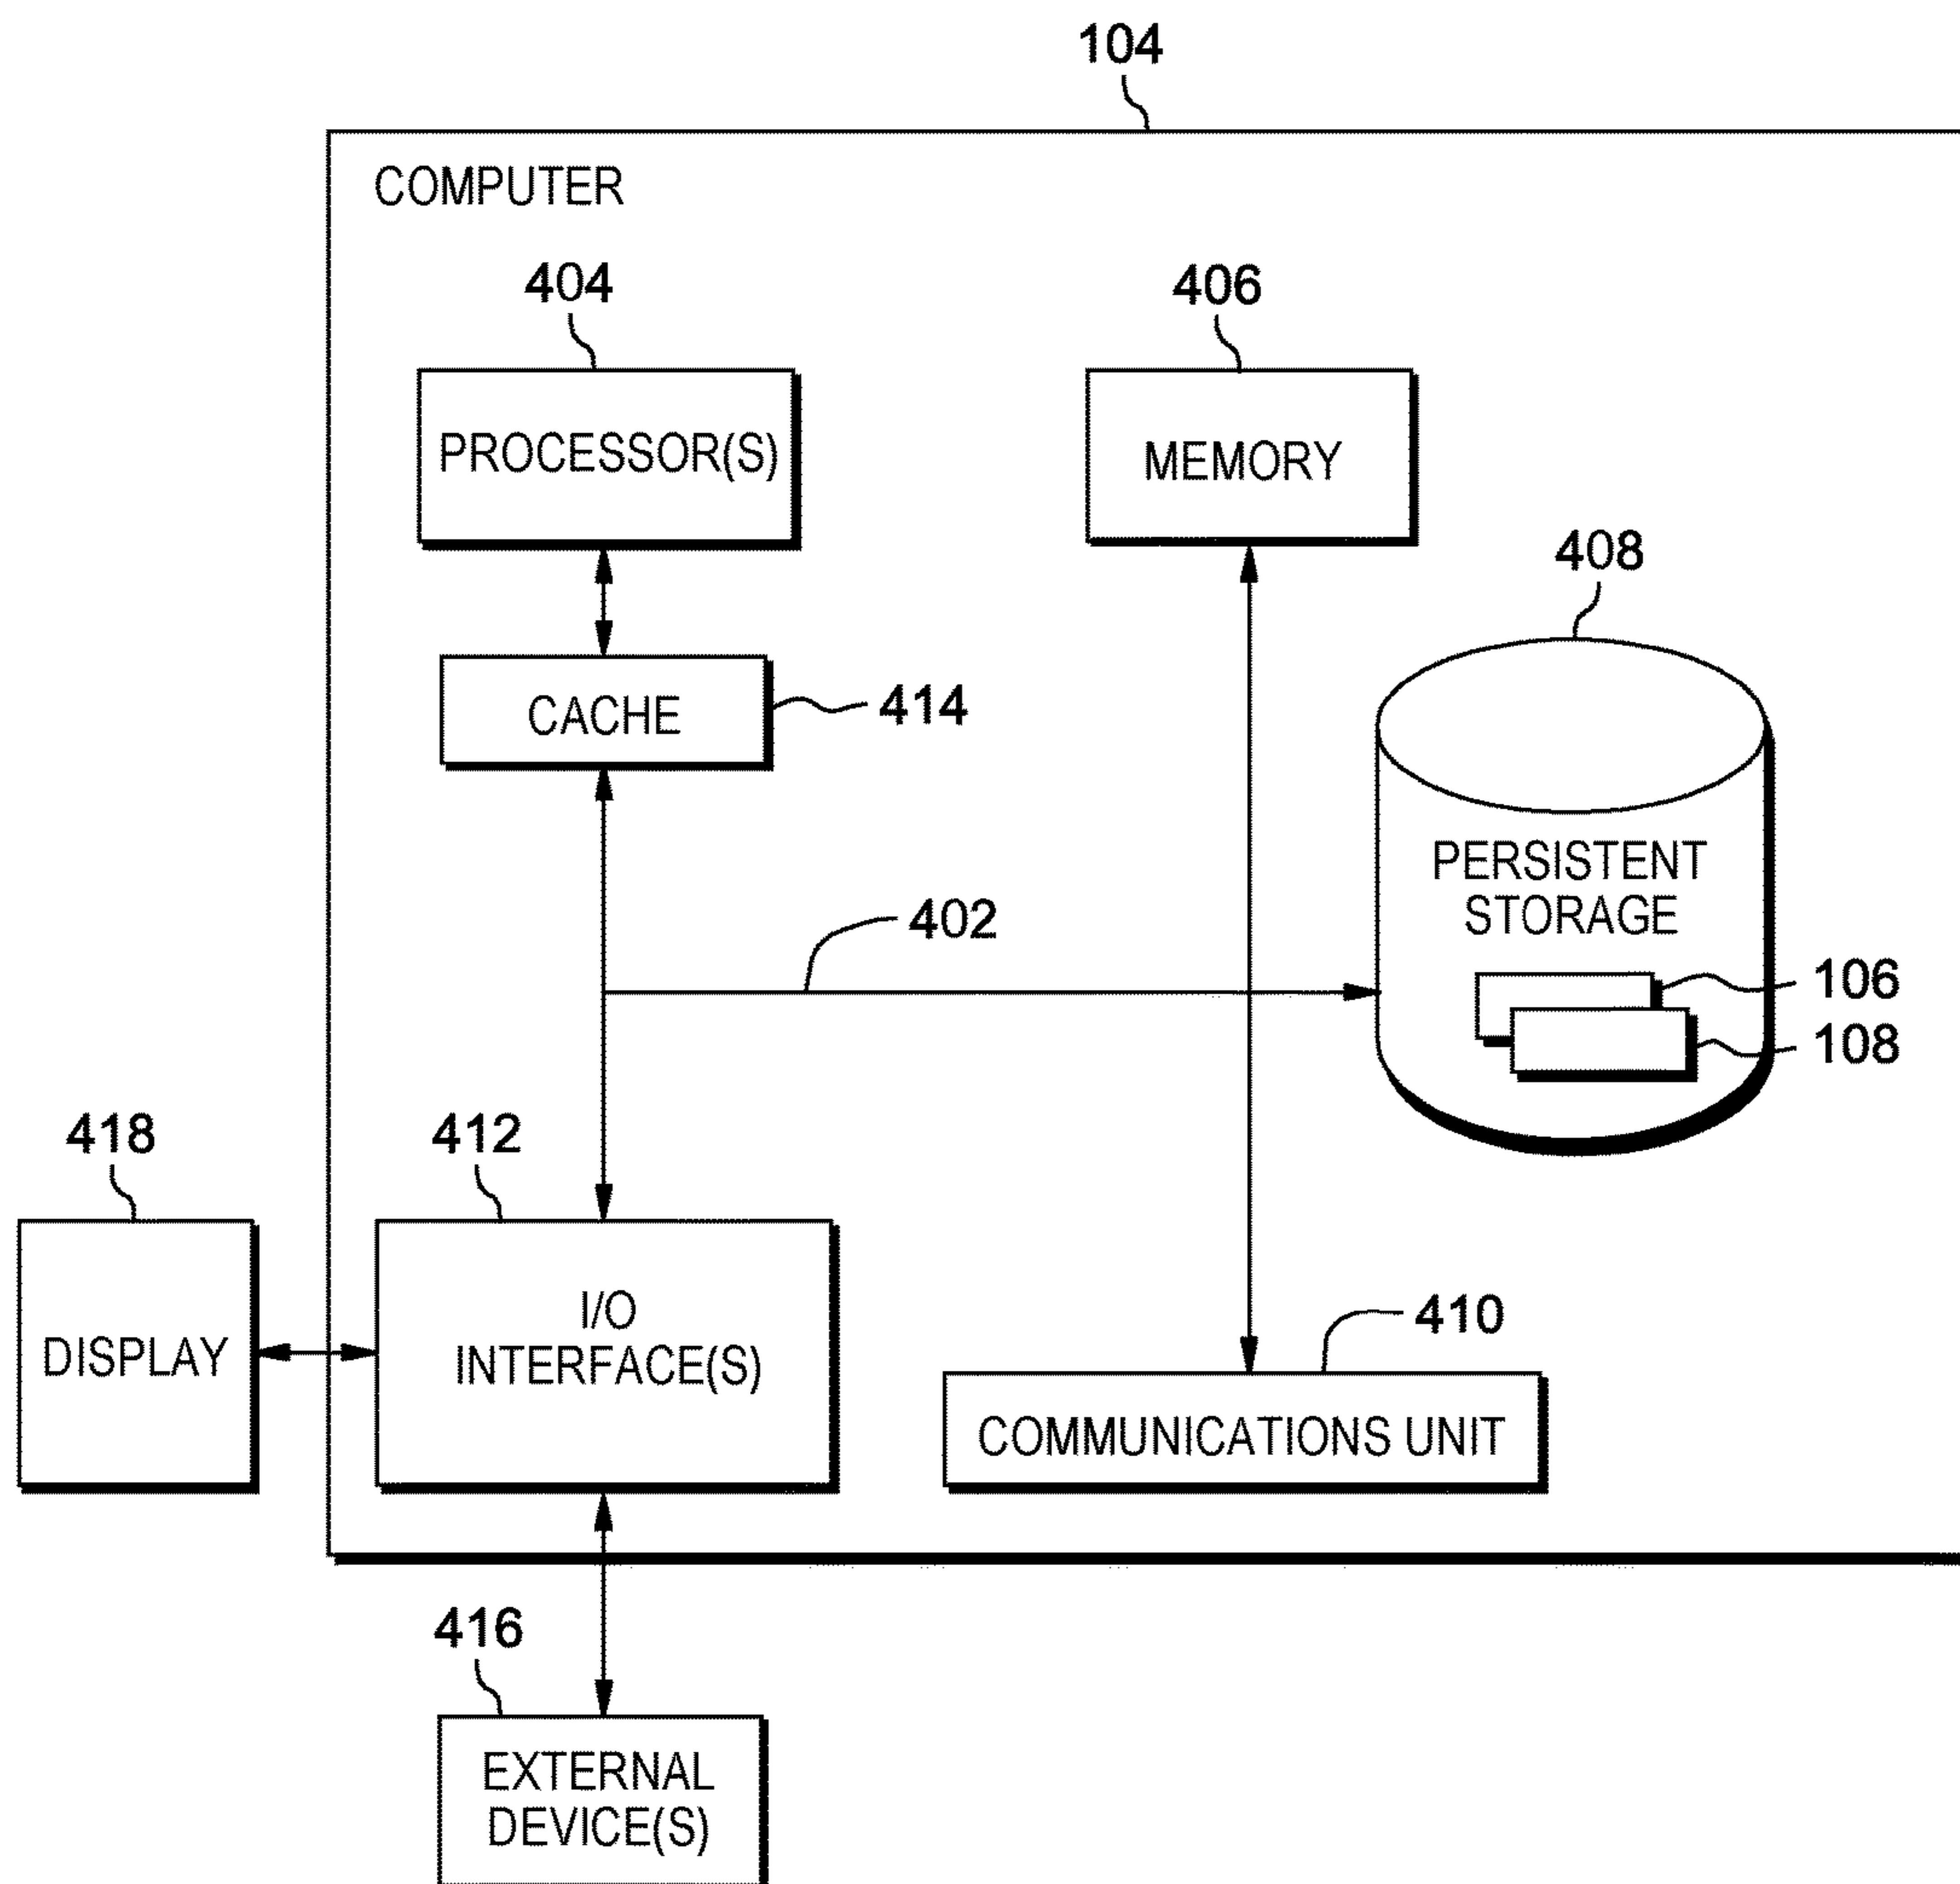 104
COMPUTER
404
406
PROCESSOR(S)
MEMORY
408
CACHE
414
PERSISTENT
STORAGE
402
106
108
418
412
I/O
INTERFACE(S)
DISPLAY
410
COMMUNICATIONS UNIT
416
EXTERNAL
DEVICE(S)